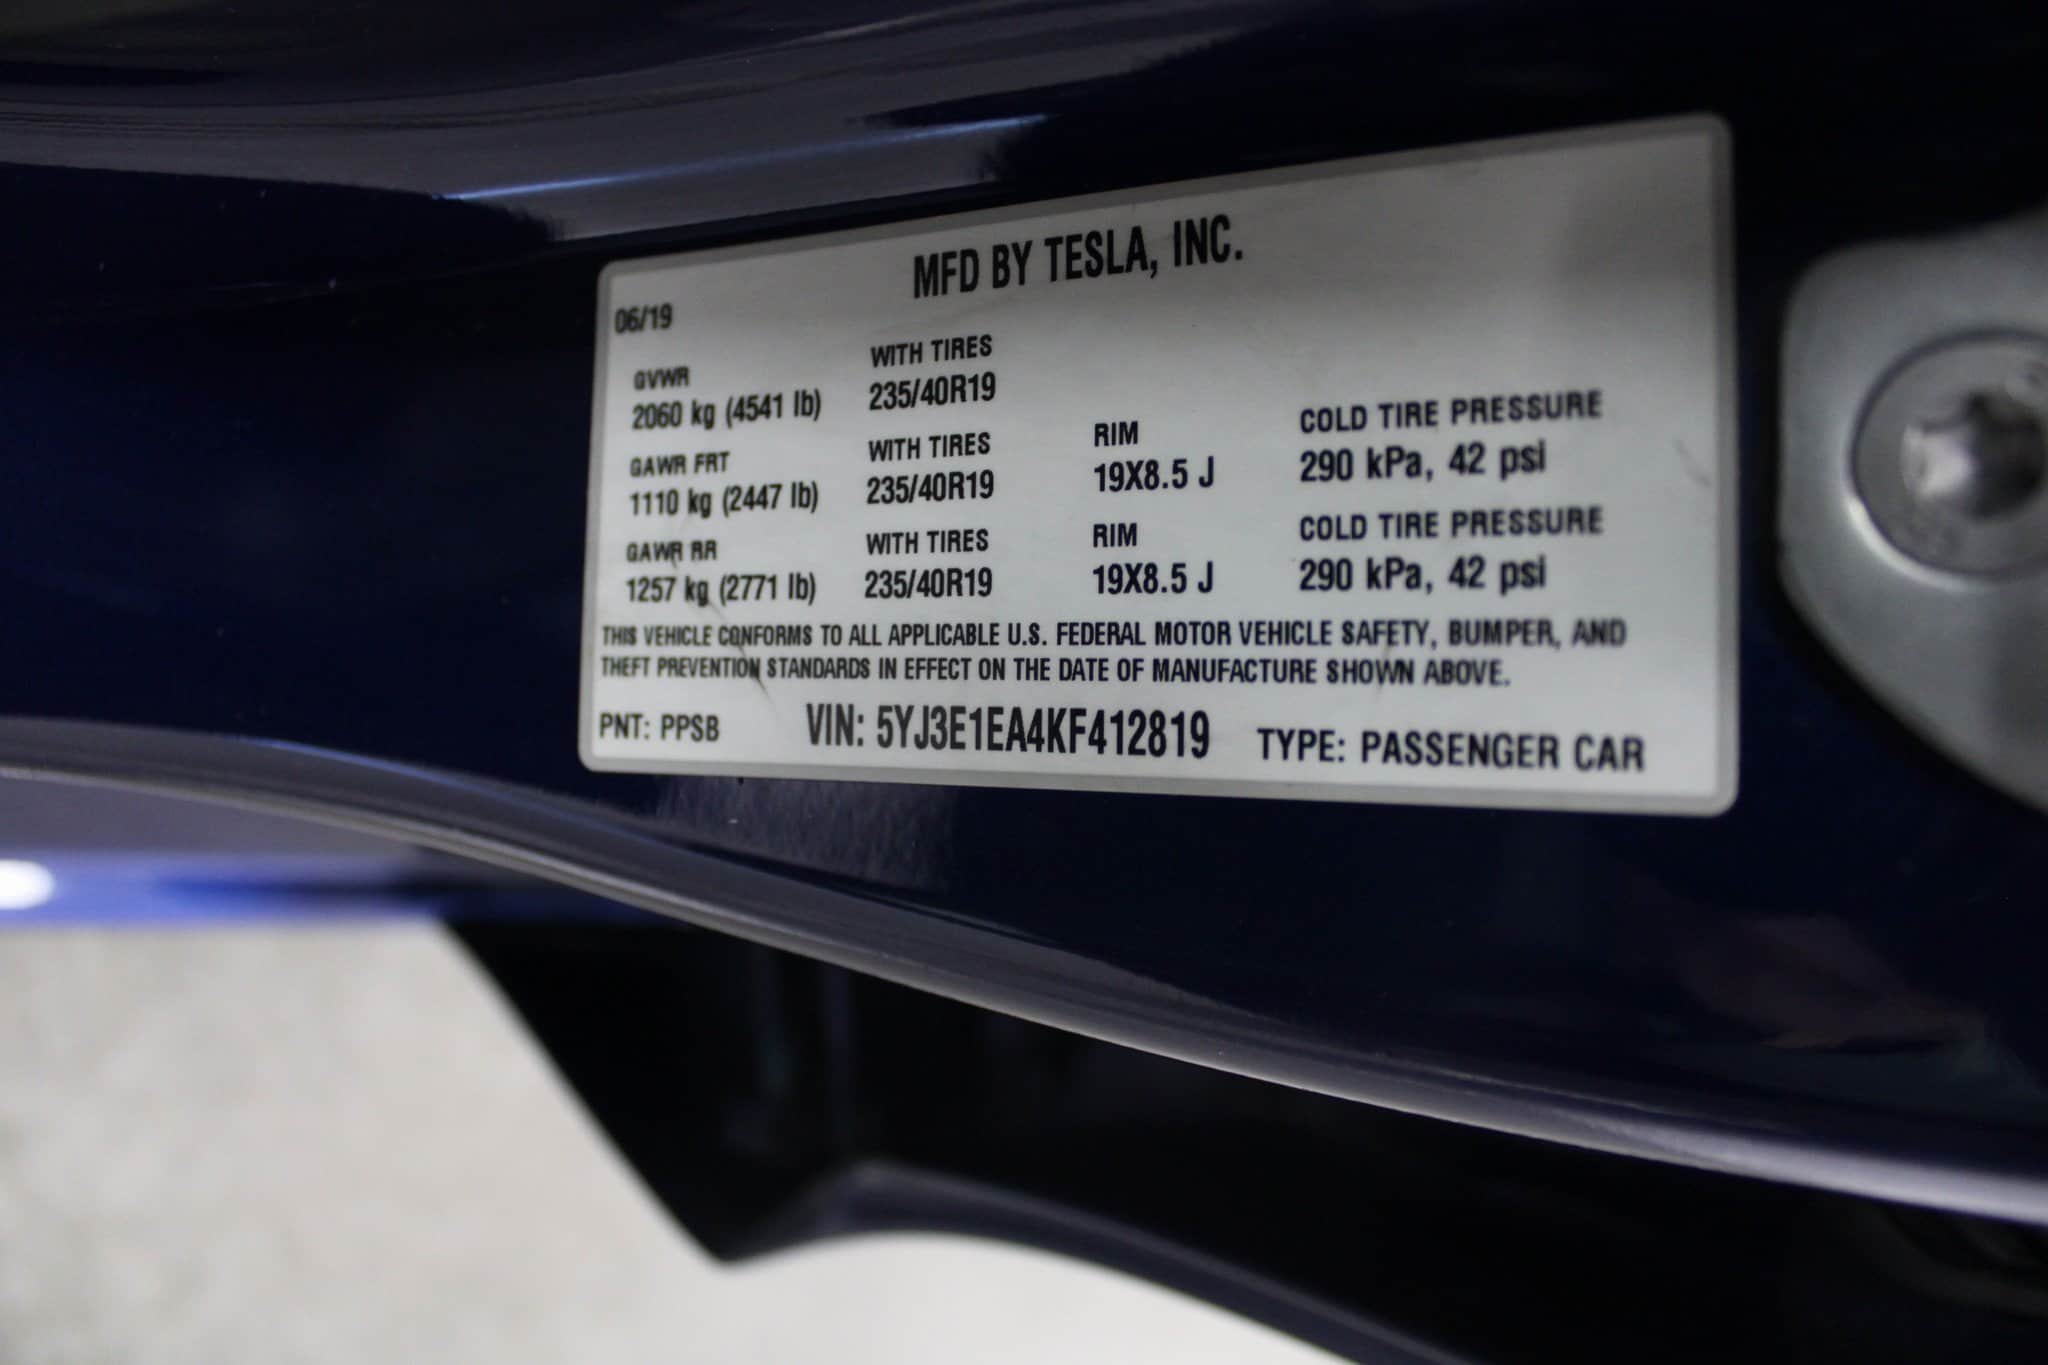 MFD BY TESLA, INC.
06/19
GVWR WITH TIRES
2060 kg (4541 lb) 235/40R19
GAWR FRT WITH TIRES RIM COLD TIRE PRESSURE
1110 kg (2447 lb) 235/40R19 19X8.5 J 290 kPa, 42 psi
GAWR RR WITH TIRES RIM COLD TIRE PRESSURE
1257 kg (2771 lb) 235/40R19 19X8.5 J 290 kPa, 42 psi
THIS VEHICLE CONFORMS TO ALL APPLICABLE U.S. FEDERAL MOTOR VEHICLE SAFETY, BUMPER, AND
THEFT PREVENTION STANDARDS IN EFFECT ON THE DATE OF MANUFACTURE SHOWN ABOVE.
PNT: PPSB VIN: 5YJ3E1EA4KF412819 TYPE: PASSENGER CAR